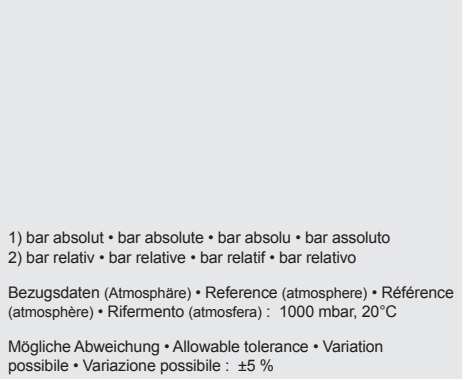 1) bar absolut • bar absolute • bar absolu • bar assoluto
2) bar relativ • bar relative • bar relatif • bar relativo
Bezugsdaten (Atmosphäre) • Reference (atmosphere) • Référence
(atmosphère) • Rifermento (atmosfera) : 1000 mbar, 20°C
Mögliche Abweichung • Allowable tolerance • Variation
possibile • Variazione possibile : ±5 %